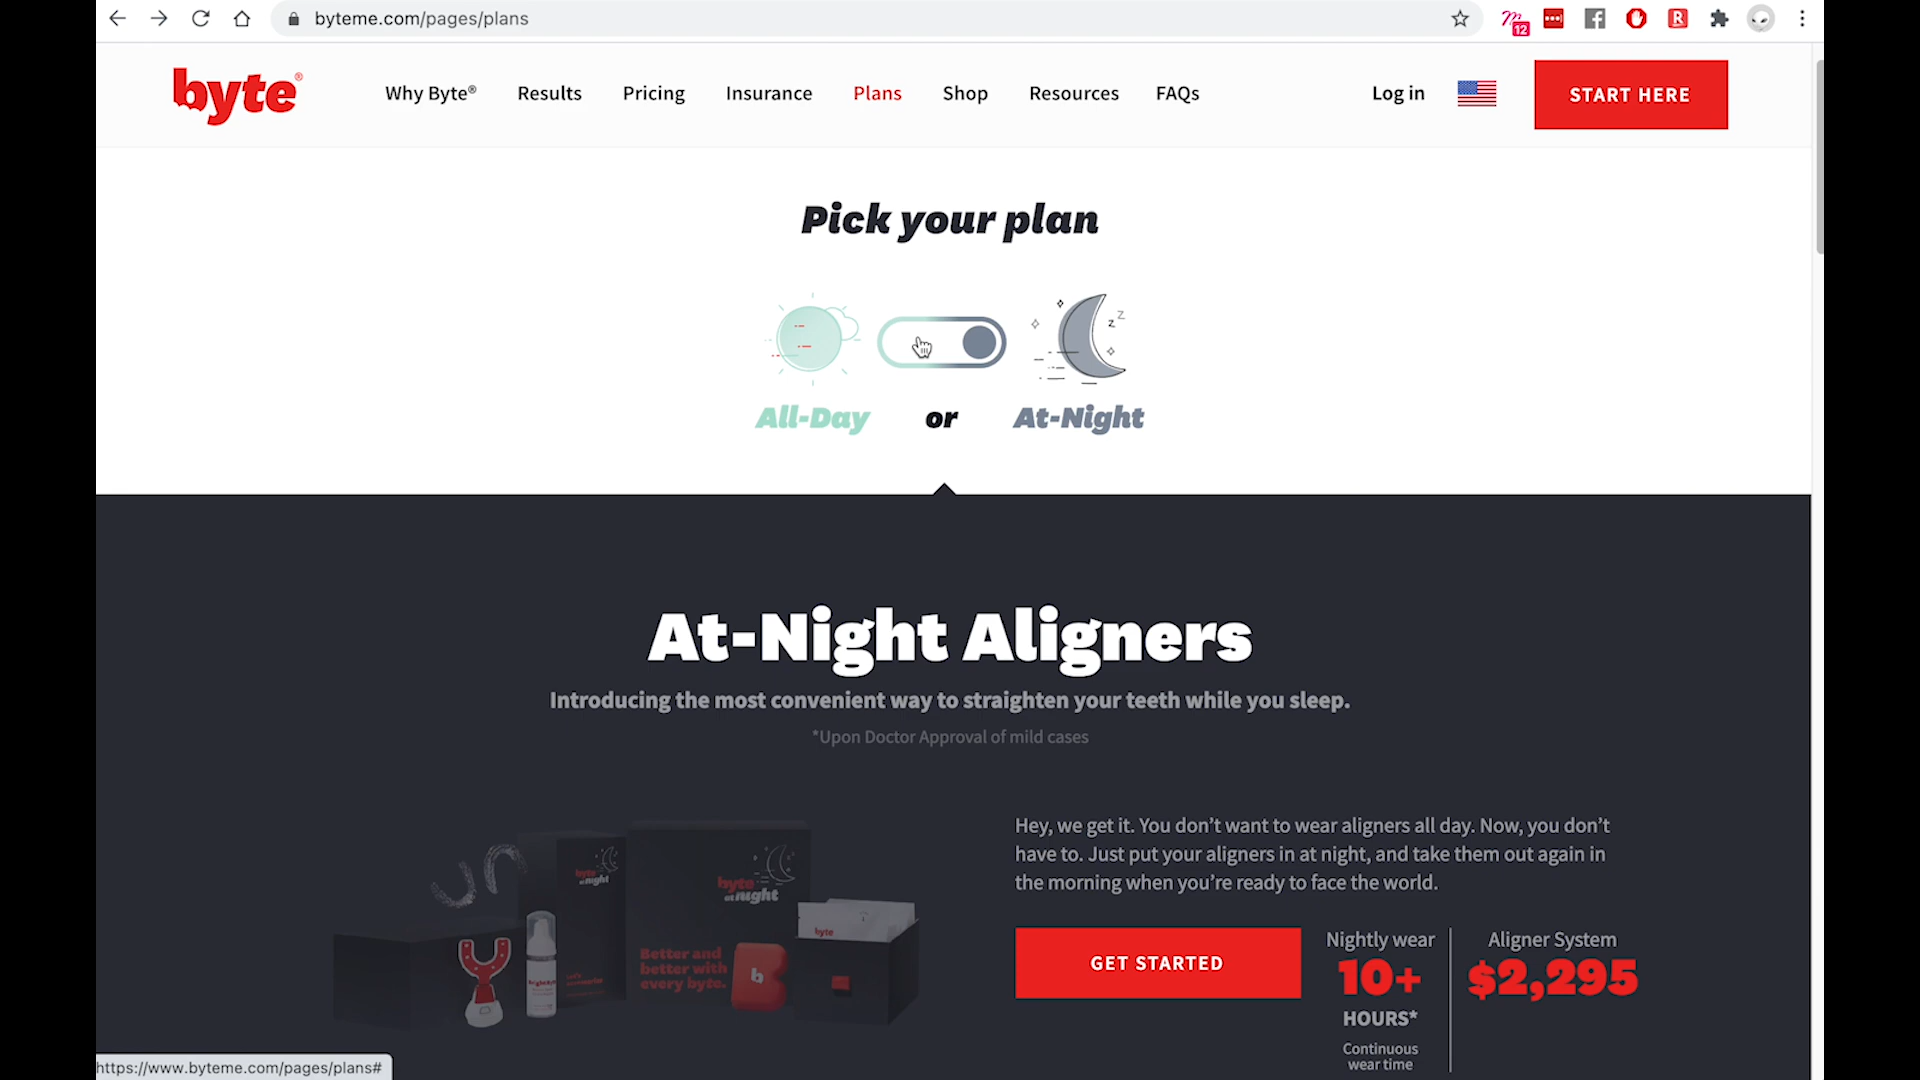 byteme.com/pages/plans
12
R
byte®
Why Byte®
Results
Pricing
Insurance
Plans
Shop
Resources
FAQs
Log in
START HERE
Pick your plan
z
z
All-Day
or
At-Night
At-Night Aligners
Introducing the most convenient way to straighten your teeth while you sleep.
*Upon Doctor Approval of mild cases
Hey, we get it. You don’t want to wear aligners all day. Now, you don’t
have to. Just put your aligners in at night, and take them out again in
the morning when you’re ready to face the world.
byte
at night
byte
at night
byte
Better and
better with
every byte.
b
GET STARTED
Nightly wear
10+
HOURS*
Continuous
wear time
Aligner System
$2,295
https://www.byteme.com/pages/plans#